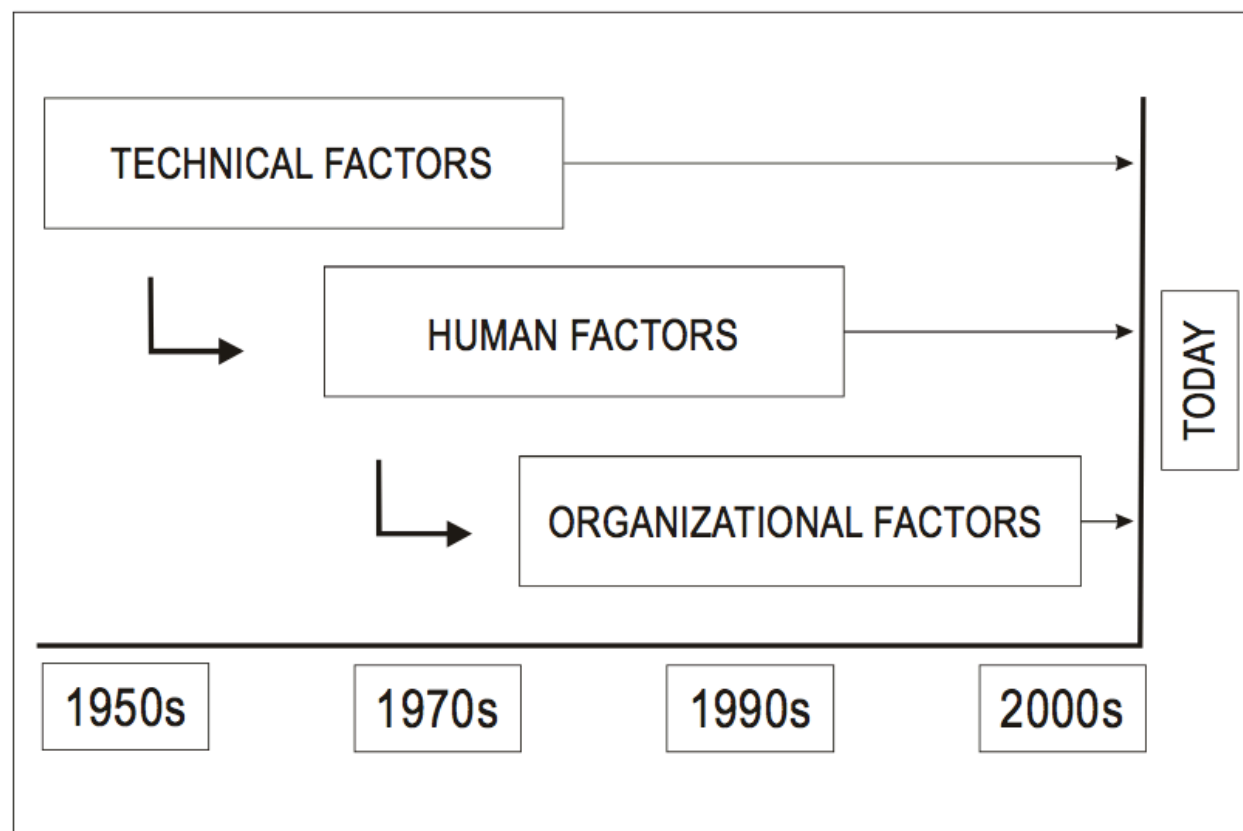 TECHNICAL FACTORS
HUMAN FACTORS
ORGANIZATIONAL FACTORS
TODAY
1950s
1970s
1990s
2000s